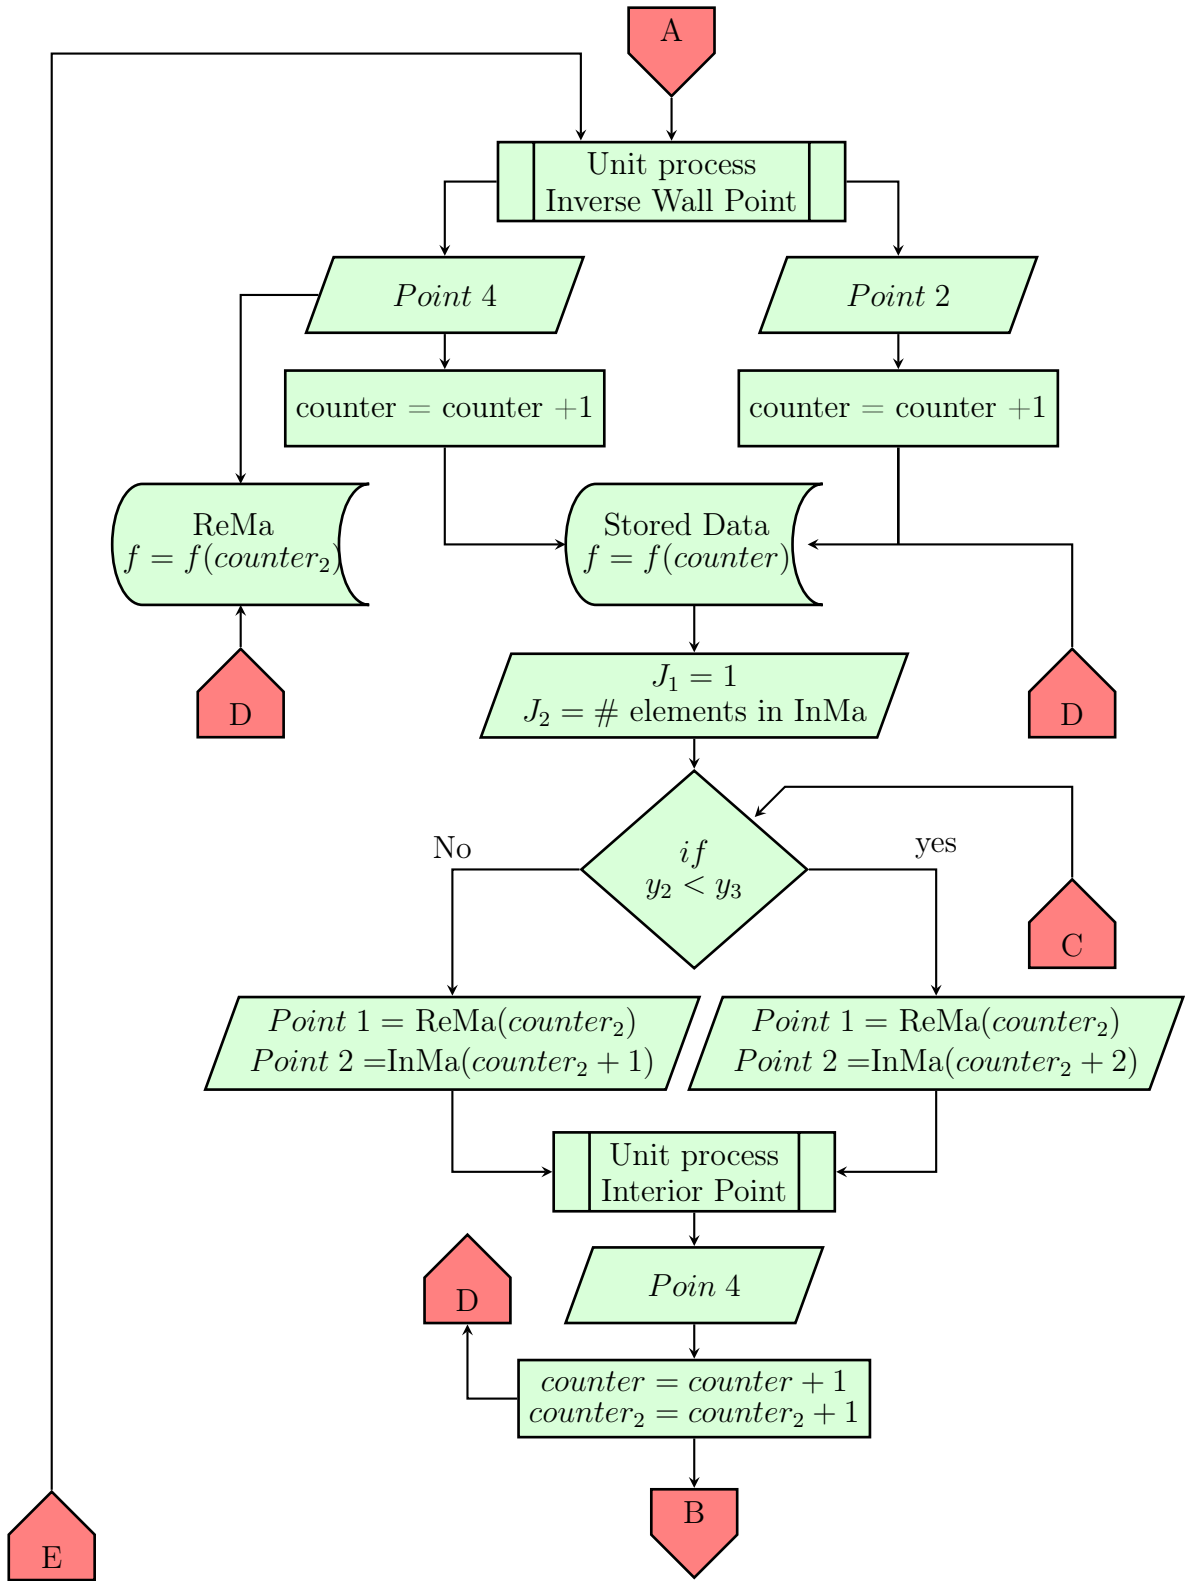 A
Unit process
Inverse Wall Point
Point 4
Point 2
counter = counter +1
counter = counter +1
ReMa
f = f(counter₂)
Stored Data
f = f(counter)
D
J₁ = 1
J₂ = # elements in InMa
D
if
y₂ < y₃
No
yes
C
Point 1 = ReMa(counter₂)
Point 2 =InMa(counter₂ + 1)
Point 1 = ReMa(counter₂)
Point 2 =InMa(counter₂ + 2)
Unit process
Interior Point
D
Poin 4
counter = counter + 1
counter₂ = counter₂ + 1
B
E